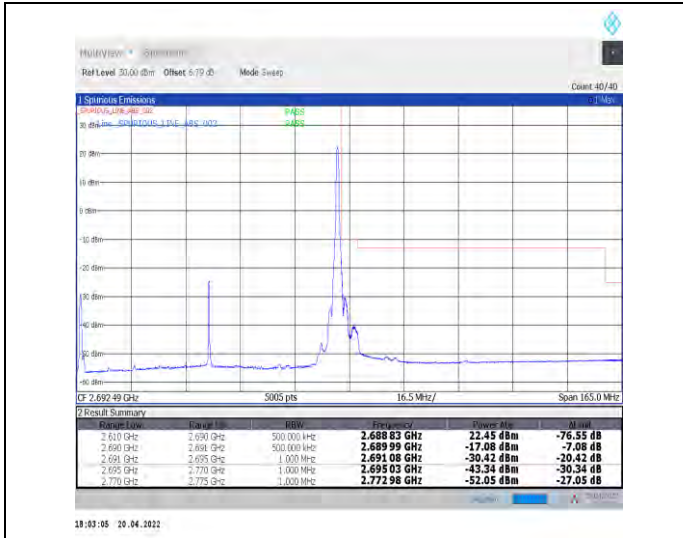 MultiView Spectrum
Ref Level 30.00 dBm Offset 6.79 dB Mode Sweep
Count 40/40
1 Spurious Emissions
_SPURIOUS_LINE_ABS_003 PASS
30 dBm Line _SPURIOUS_LINE_ABS_003 PASS
20 dBm
10 dBm
0 dBm
-10 dBm
-20 dBm
-30 dBm
-40 dBm
-50 dBm
-60 dBm
CF 2.69249 GHz 5005 pts 16.5 MHz/ Span 165.0 MHz
2 Result Summary
Range Low Range Up RBW Frequency Power Abs ΔLimit
2.610 GHz 2.690 GHz 500.000 kHz 2.688 83 GHz 22.45 dBm -76.55 dB
2.690 GHz 2.691 GHz 500.000 kHz 2.689 99 GHz -17.08 dBm -7.08 dB
2.691 GHz 2.695 GHz 1.000 MHz 2.691 08 GHz -30.42 dBm -20.42 dB
2.695 GHz 2.770 GHz 1.000 MHz 2.695 03 GHz -43.34 dBm -30.34 dB
2.770 GHz 2.775 GHz 1.000 MHz 2.772 98 GHz -52.05 dBm -27.05 dB
18:03:05 20.04.2022